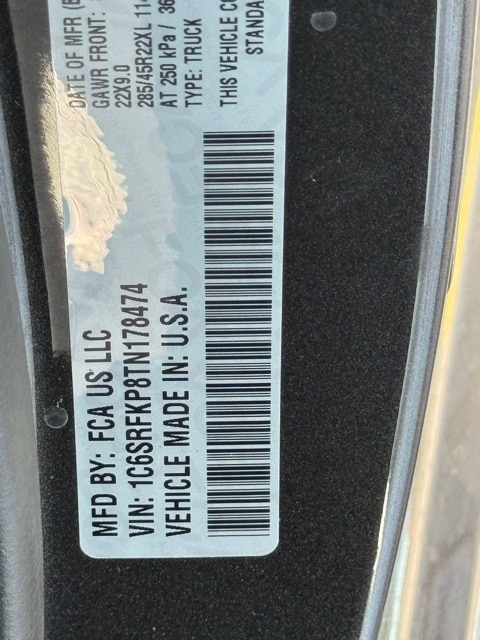 MFD BY: FCA US LLC
VIN: 1C6SRFKP8TN178474
VEHICLE MADE IN: U.S.A.
DATE OF MFR
GAWR FRONT:
22X9.0
285/45R22XL
AT 250 kPa / 36
TYPE: TRUCK
THIS VEHICLE